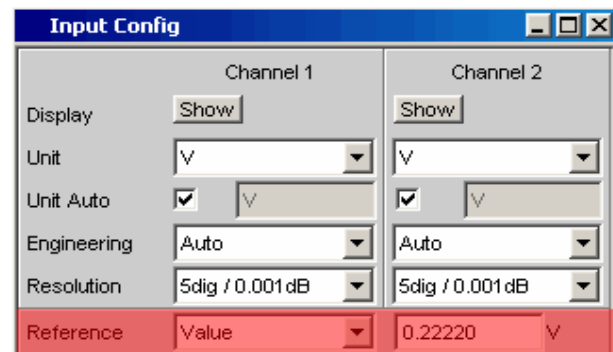 Input Config
Channel 1 Channel 2
Display Show Show
Unit V V
Unit Auto V V
Engineering Auto Auto
Resolution 5dig / 0.001dB 5dig / 0.001dB
Reference Value 0.22220 V